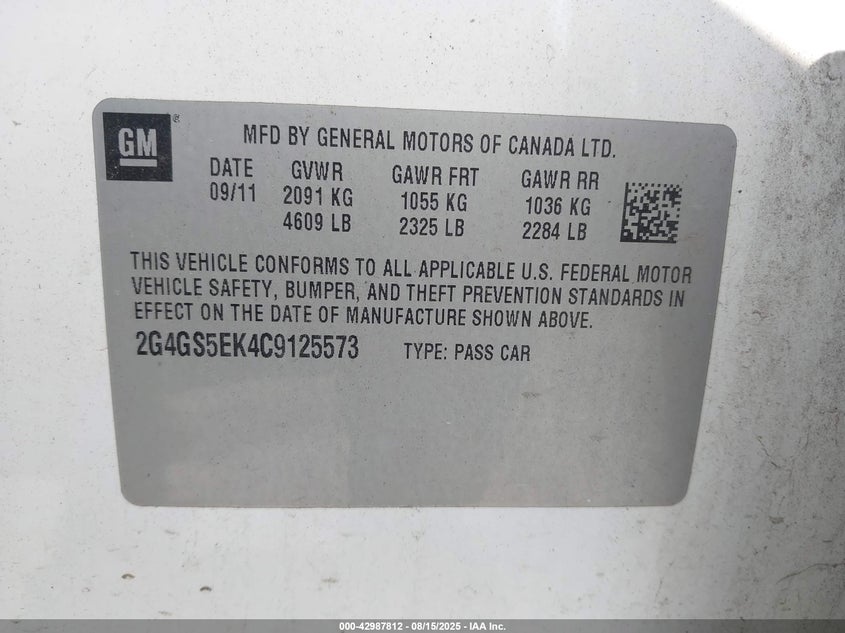 GM
MFD BY GENERAL MOTORS OF CANADA LTD.
DATE GVWR GAWR FRT GAWR RR
09/11 2091 KG 1055 KG 1036 KG
4609 LB 2325 LB 2284 LB
THIS VEHICLE CONFORMS TO ALL APPLICABLE U.S. FEDERAL MOTOR
VEHICLE SAFETY, BUMPER, AND THEFT PREVENTION STANDARDS IN
EFFECT ON THE DATE OF MANUFACTURE SHOWN ABOVE.
2G4GS5EK4C9125573 TYPE: PASS CAR
000-42987812 - 08/15/2025 - IAA Inc.